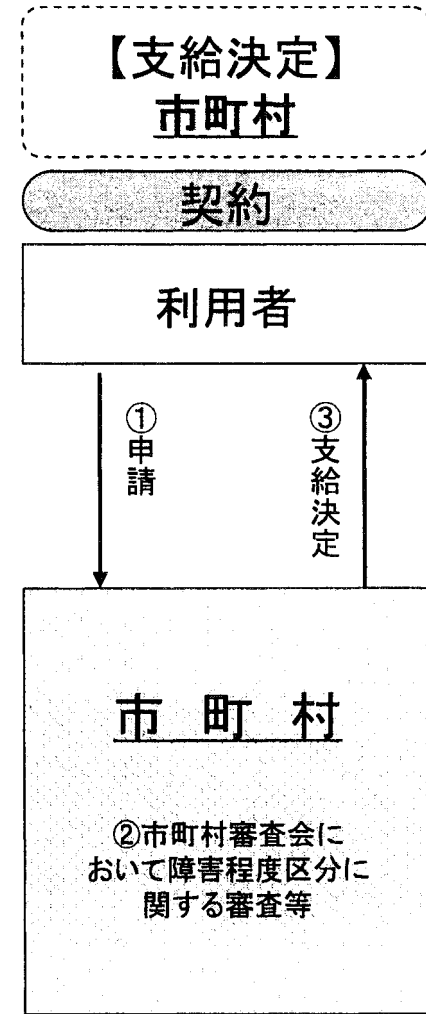 【支給決定】
市町村
契約
利用者
①申請
③支給決定
市 町 村
②市町村審査会に
おいて障害程度区分に
関する審査等